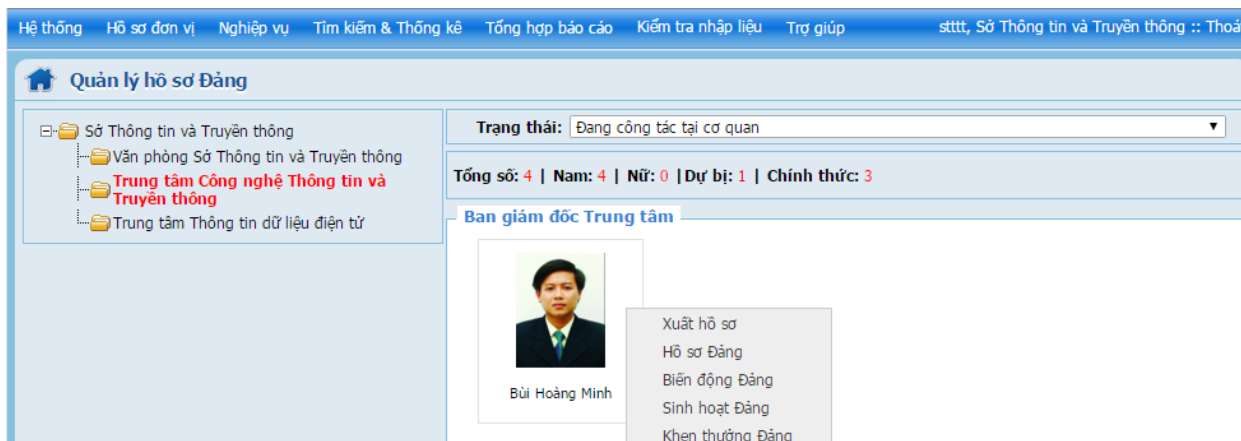 Hệ thống Hồ sơ đơn vị Nghiệp vụ Tìm kiếm & Thống kê Tổng hợp báo cáo Kiểm tra nhập liệu Trợ giúp sttttt, Sở Thông tin và Truyền thông :: Thoá
Quản lý hồ sơ Đảng
Sở Thông tin và Truyền thông
Văn phòng Sở Thông tin và Truyền thông
Trung tâm Công nghệ Thông tin và
Truyền thông
Trung tâm Thông tin dữ liệu điện tử
Trạng thái: Đang công tác tại cơ quan
Tổng số: 4 | Nam: 4 | Nữ: 0 |Dự bị: 1 | Chính thức: 3
Ban giám đốc Trung tâm
Bùi Hoàng Minh
Xuất hồ sơ
Hồ sơ Đảng
Biến động Đảng
Sinh hoạt Đảng
Khen thưởng Đảng